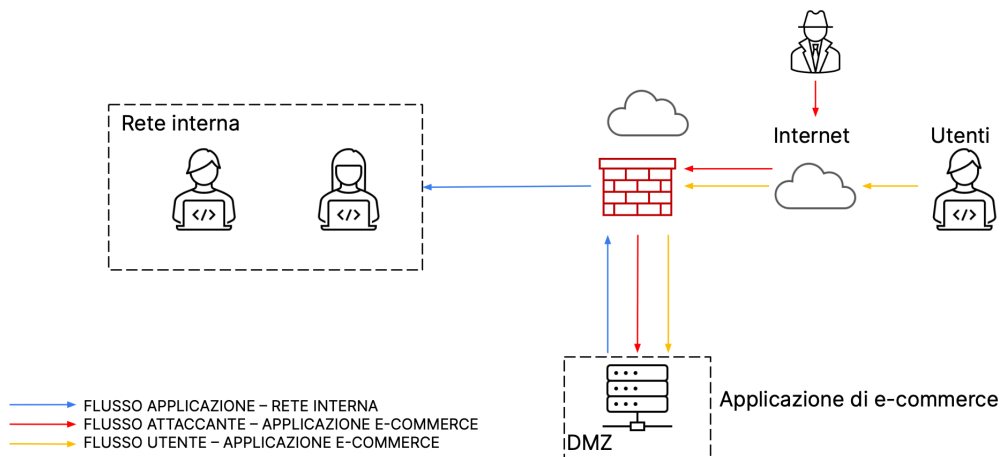 Rete interna
Internet
Utenti
Applicazione di e-commerce
DMZ
FLUSSO APPLICAZIONE – RETE INTERNA
FLUSSO ATTACCANTE – APPLICAZIONE E-COMMERCE
FLUSSO UTENTE – APPLICAZIONE E-COMMERCE